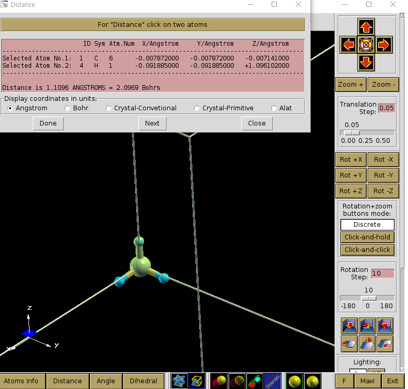 Distance
For "Distance" click on two atoms
ID Sym Atm.Num X/Angstrom Y/Angstrom Z/Angstrom
Selected Atom No.1: 1 C 6 -0.007872000 -0.007872000 -0.007141000
Selected Atom No.2: 4 H 1 -0.091885000 -0.091885000 +1.096102000
Distance is 1.1096 ANGSTROMS = 2.0969 Bohrs
Display coordinates in units:
Angstrom Bohr Crystal-Convetional Crystal-Primitive Alat
Done Next Close
Zoom + Zoom -
Translation
Step: 0.05
0.05
0.00 0.25 0.50
Rot +X Rot -X
Rot +Y Rot -Y
Rot +Z Rot -Z
Rotation+zoom
buttons mode:
Discrete
Click-and-hold
Click-and-click
Rotation
Step: 10
10
-180 0 180
Lighting:
z
x y
Atoms Info Distance Angle Dihedral
Stereo
F Maxi Exit